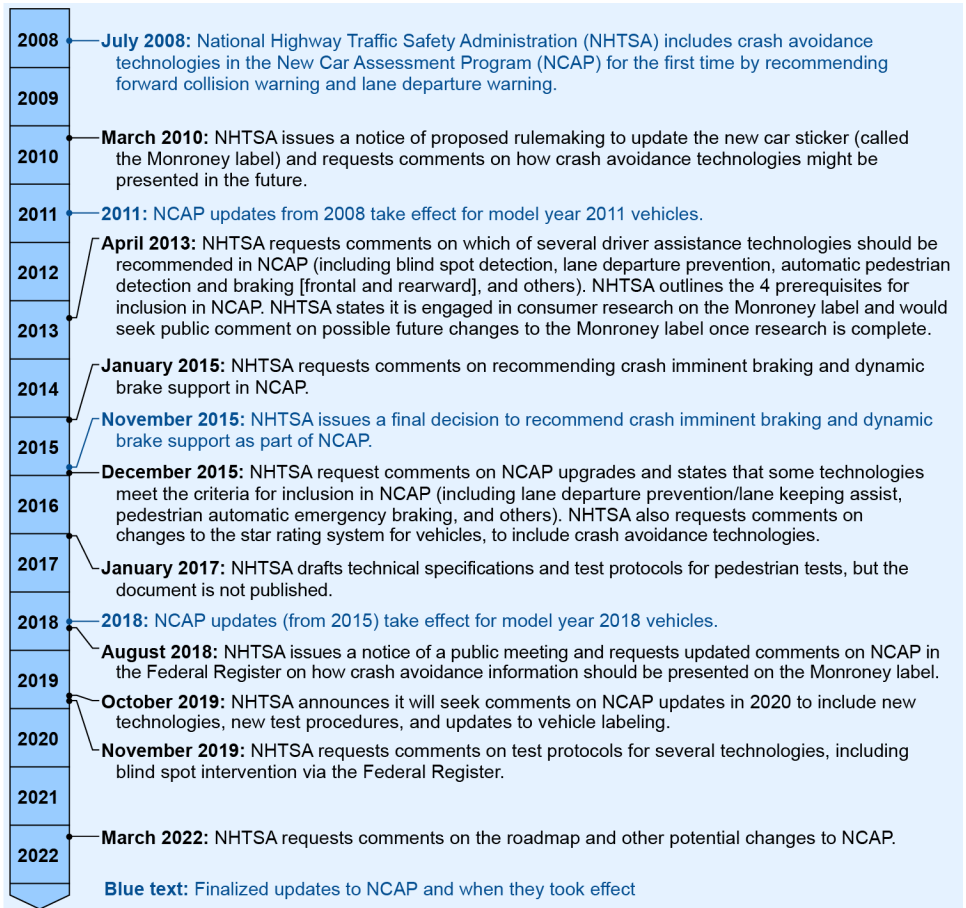 2008
July 2008: National Highway Traffic Safety Administration (NHTSA) includes crash avoidance
technologies in the New Car Assessment Program (NCAP) for the first time by recommending
forward collision warning and lane departure warning.
2009
March 2010: NHTSA issues a notice of proposed rulemaking to update the new car sticker (called
2010
the Monroney label) and requests comments on how crash avoidance technologies might be
presented in the future.
2011
2011: NCAP updates from 2008 take effect for model year 2011 vehicles.
April 2013: NHTSA requests comments on which of several driver assistance technologies should be
2012
recommended in NCAP (including blind spot detection, lane departure prevention, automatic pedestrian
detection and braking [frontal and rearward], and others). NHTSA outlines the 4 prerequisites for
inclusion in NCAP. NHTSA states it is engaged in consumer research on the Monroney label and would
2013
seek public comment on possible future changes to the Monroney label once research is complete.
January 2015: NHTSA requests comments on recommending crash imminent braking and dynamic
2014
brake support in NCAP.
November 2015: NHTSA issues a final decision to recommend crash imminent braking and dynamic
2015
brake support as part of NCAP.
December 2015: NHTSA request comments on NCAP upgrades and states that some technologies
meet the criteria for inclusion in NCAP (including lane departure prevention/lane keeping assist,
2016
pedestrian automatic emergency braking, and others). NHTSA also requests comments on
changes to the star rating system for vehicles, to include crash avoidance technologies.
2017
January 2017: NHTSA drafts technical specifications and test protocols for pedestrian tests, but the
document is not published.
2018
2018: NCAP updates (from 2015) take effect for model year 2018 vehicles.
August 2018: NHTSA issues a notice of a public meeting and requests updated comments on NCAP in
the Federal Register on how crash avoidance information should be presented on the Monroney label.
2019
October 2019: NHTSA announces it will seek comments on NCAP updates in 2020 to include new
technologies, new test procedures, and updates to vehicle labeling.
2020
November 2019: NHTSA requests comments on test protocols for several technologies, including
blind spot intervention via the Federal Register.
2021
March 2022: NHTSA requests comments on the roadmap and other potential changes to NCAP.
2022
Blue text: Finalized updates to NCAP and when they took effect